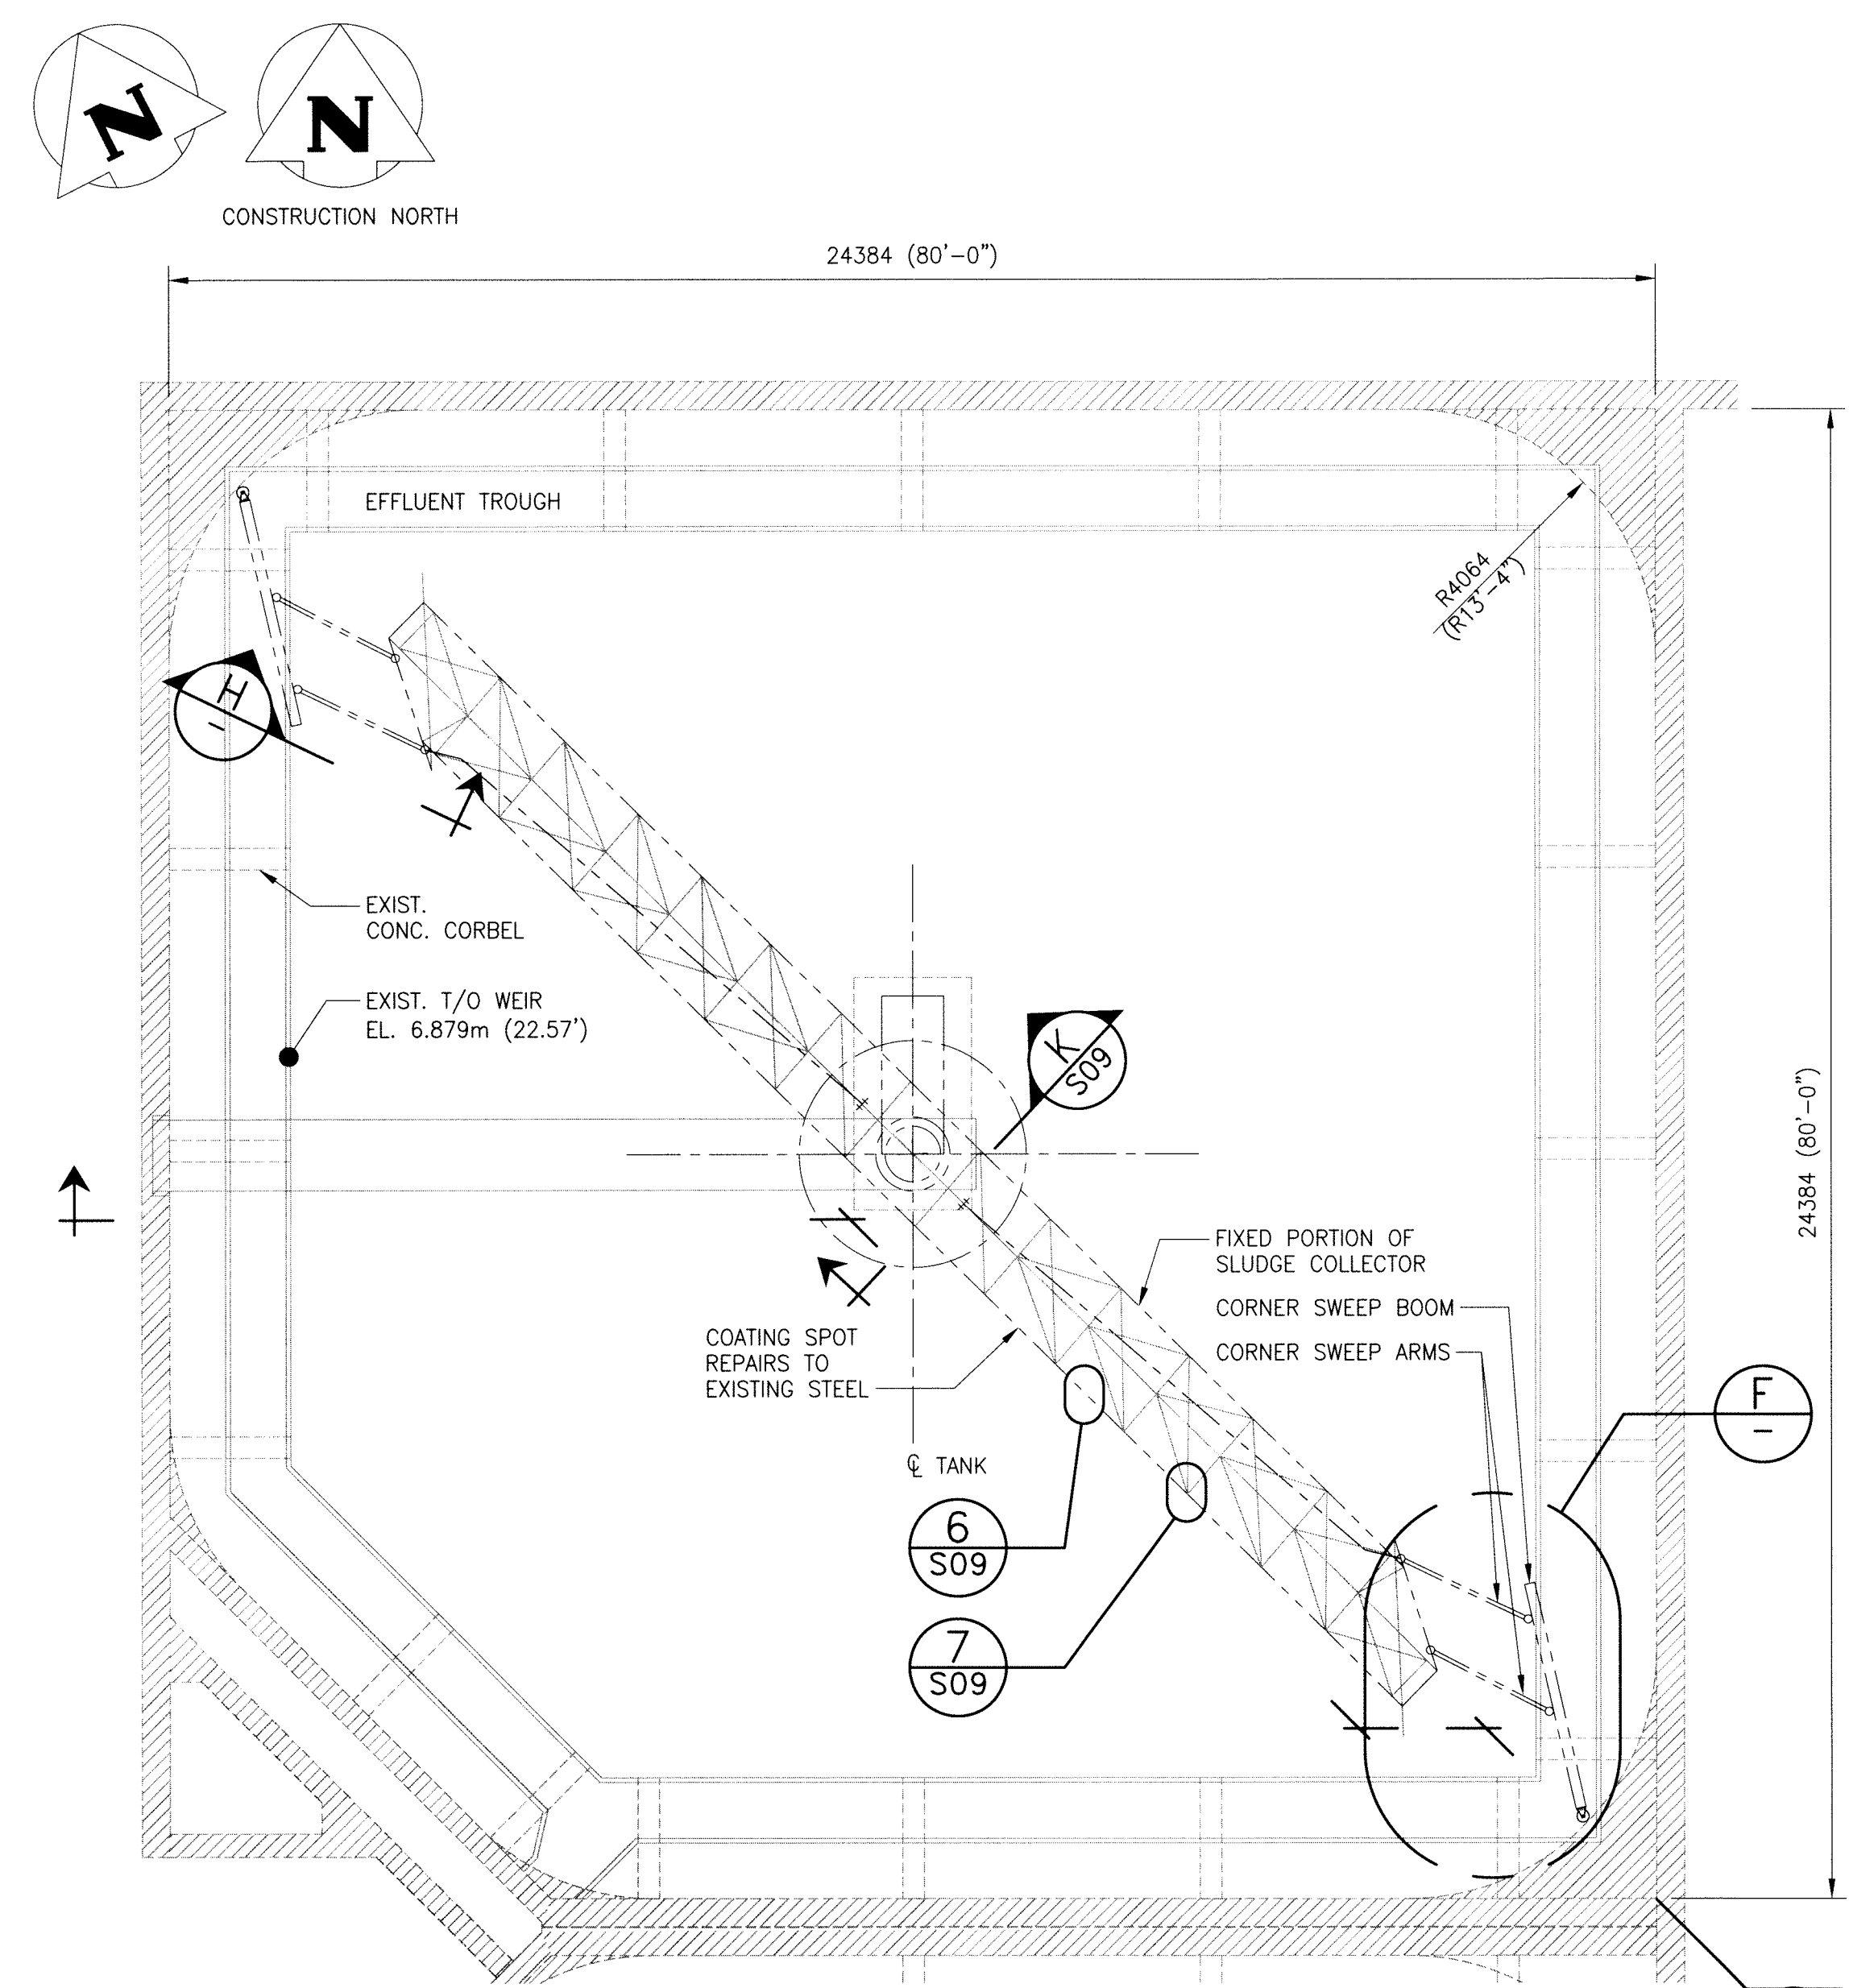 N
N
CONSTRUCTION NORTH
24384 (80'-0")
EFFLUENT TROUGH
R4064
(R13'-4")
H
-
EXIST.
CONC. CORBEL
EXIST. T/O WEIR
EL. 6.879m (22.57')
K
S09
24384 (80'-0")
FIXED PORTION OF
SLUDGE COLLECTOR
CORNER SWEEP BOOM
CORNER SWEEP ARMS
COATING SPOT
REPAIRS TO
EXISTING STEEL
F
-
℄ TANK
6
S09
7
S09